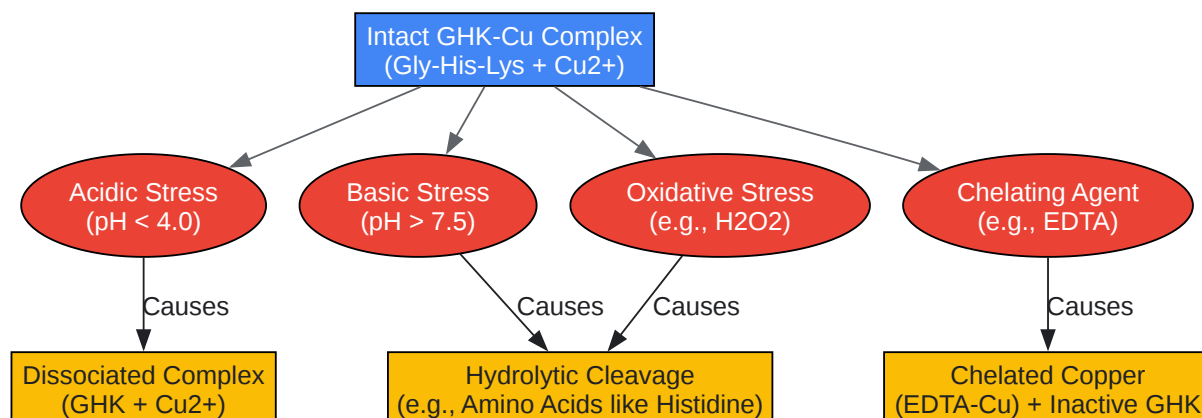 Intact GHK-Cu Complex
(Gly-His-Lys + Cu2+)
Acidic Stress
(pH < 4.0)
Basic Stress
(pH > 7.5)
Oxidative Stress
(e.g., H2O2)
Chelating Agent
(e.g., EDTA)
Causes
Causes
Causes
Causes
Dissociated Complex
(GHK + Cu2+)
Hydrolytic Cleavage
(e.g., Amino Acids like Histidine)
Chelated Copper
(EDTA-Cu) + Inactive GHK